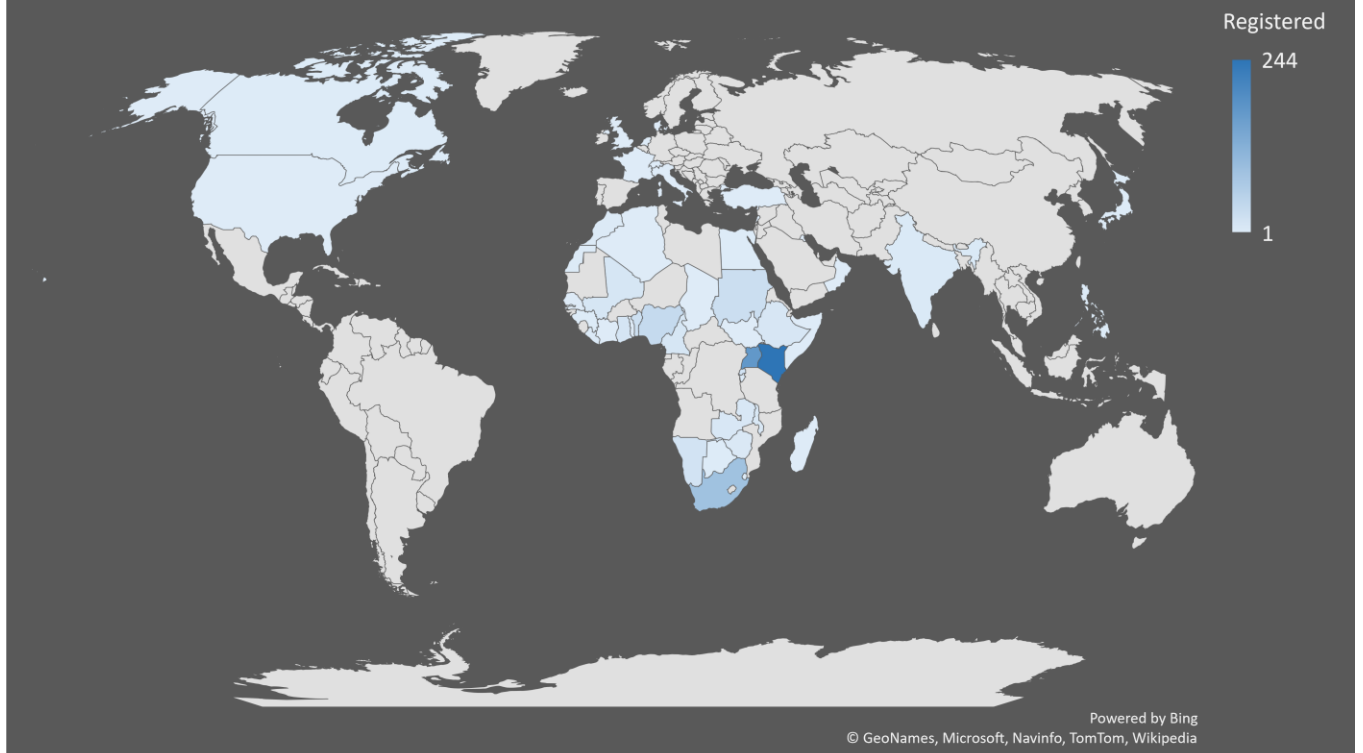 Registered
244
1
Powered by Bing
© GeoNames, Microsoft, Navinfo, TomTom, Wikipedia